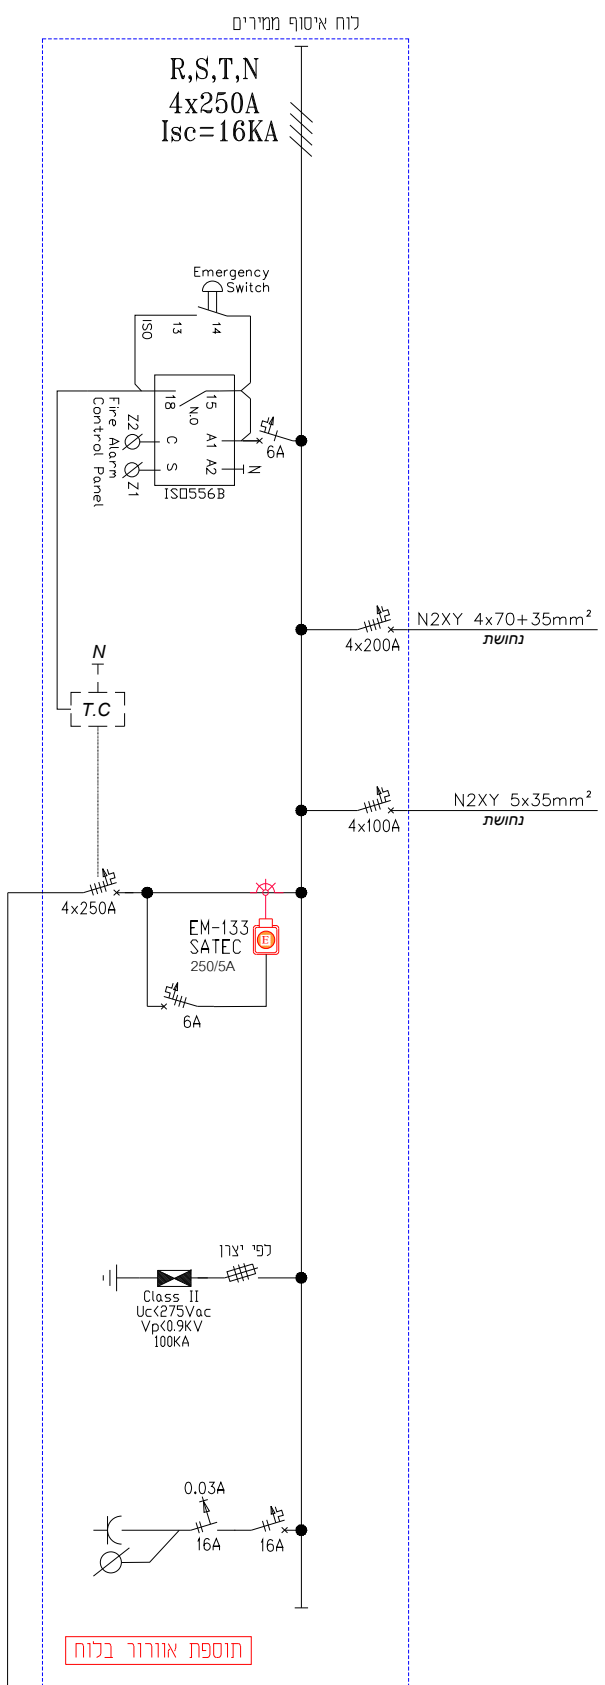 לוח איסוף ממירים
R,S,T,N
4x250A
Isc=16KA
Emergency
Switch
ISO
13
14
18
15
N.O
Fire Alarm
Control Panel
Z2
C
A1
6A
Z1
S
A2
N
ISO556B
N2XY 4x70+35mm²
4x200A
נחושת
N
T.C
N2XY 5x35mm²
4x100A
נחושת
4x250A
EM-133
SATEC
250/5A
E
6A
לפי יצרן
Class II
Uc<275Vac
Vp<0.9KV
100KA
0.03A
16A
16A
תוספת אוורור בלוח